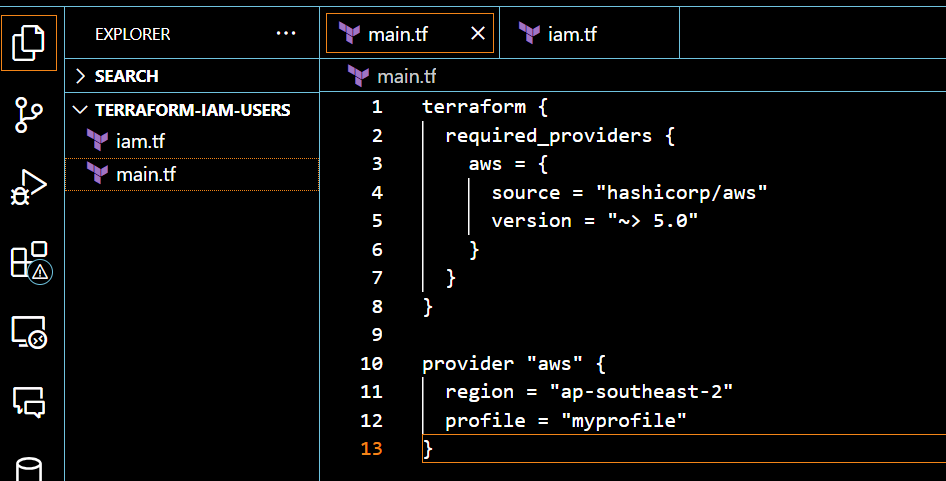 EXPLORER ···
SEARCH
TERRAFORM-IAM-USERS
iam.tf
main.tf
main.tf iam.tf
main.tf
1 terraform {
2   required_providers {
3     aws = {
4       source = "hashicorp/aws"
5       version = "~> 5.0"
6     }
7   }
8 }
9
10 provider "aws" {
11   region = "ap-southeast-2"
12   profile = "myprofile"
13 }